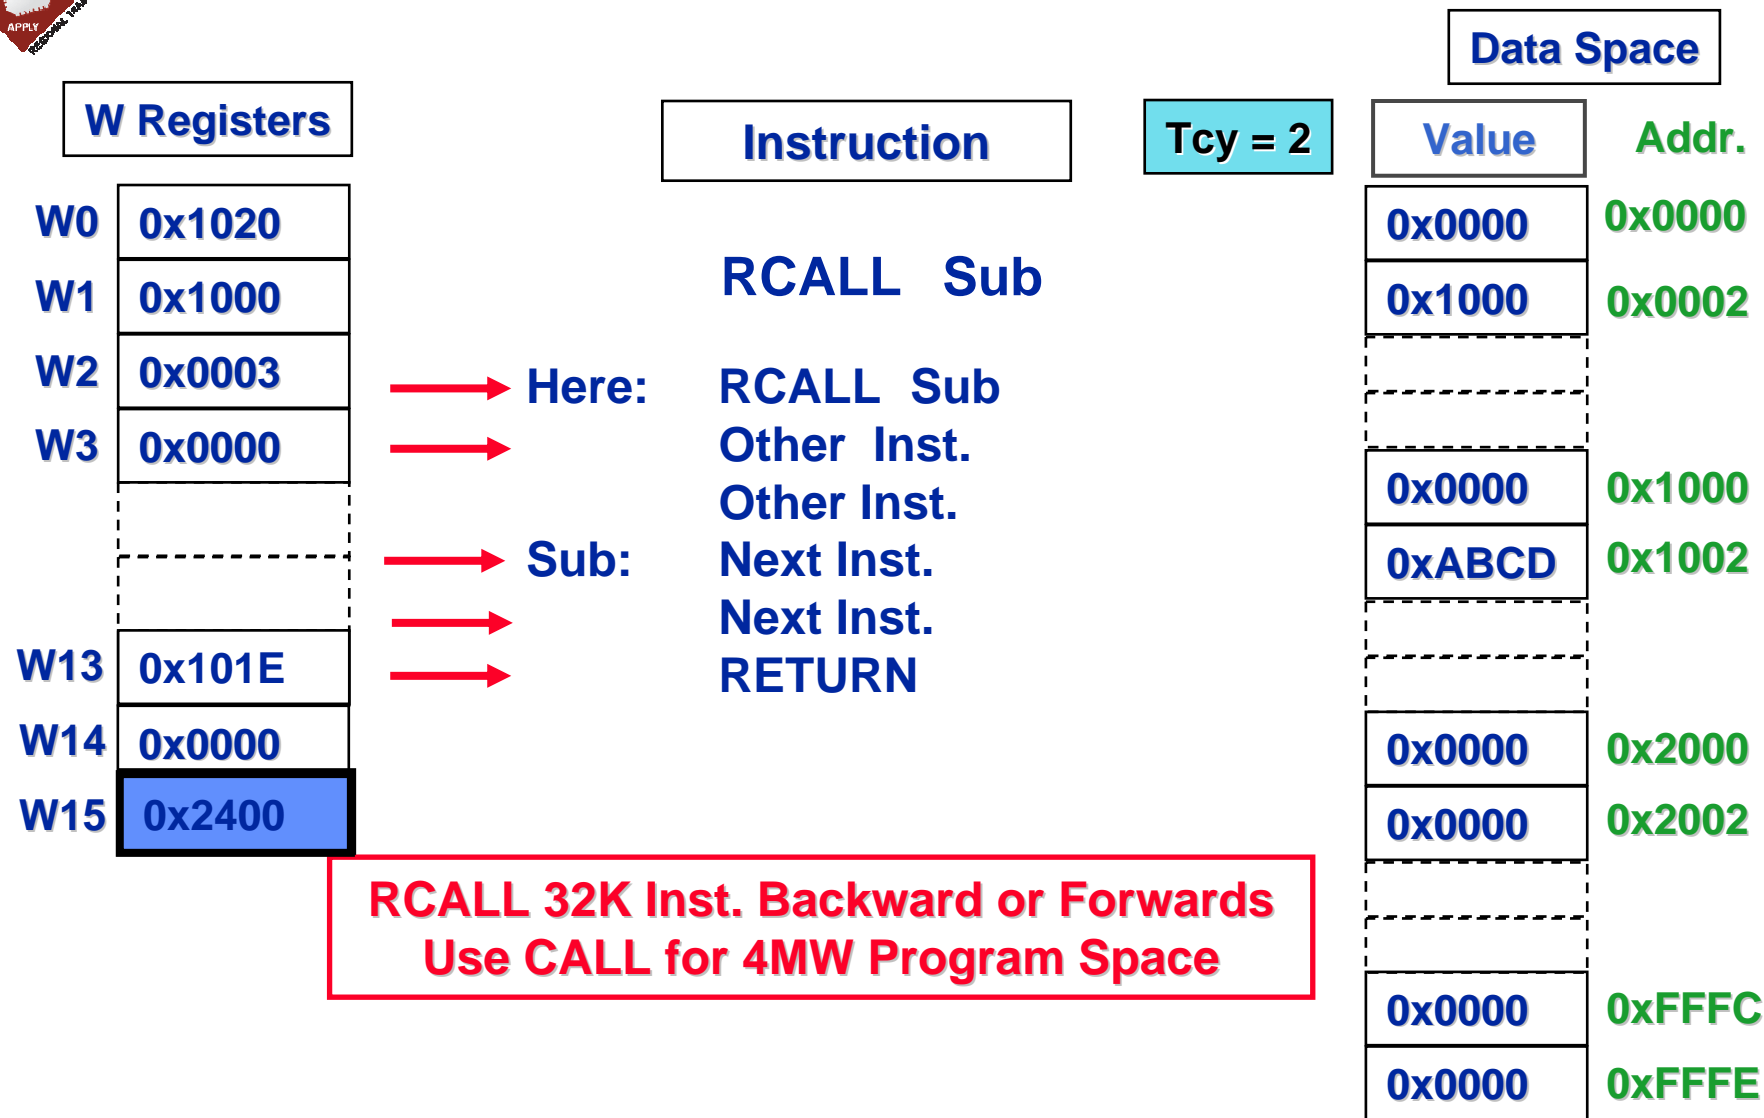 APPLY
REGIONAL
Data Space
W Registers
Instruction
Tcy = 2
Value
Addr.
W0 0x1020
W1 0x1000
W2 0x0003
W3 0x0000
W13 0x101E
W14 0x0000
W15 0x2400
RCALL Sub
Here: RCALL Sub
Other Inst.
Other Inst.
Sub: Next Inst.
Next Inst.
RETURN
0x0000 0x0000
0x1000 0x0002
0x0000 0x1000
0xABCD 0x1002
0x0000 0x2000
0x0000 0x2002
0x0000 0xFFFC
0x0000 0xFFFE
RCALL 32K Inst. Backward or Forwards
Use CALL for 4MW Program Space